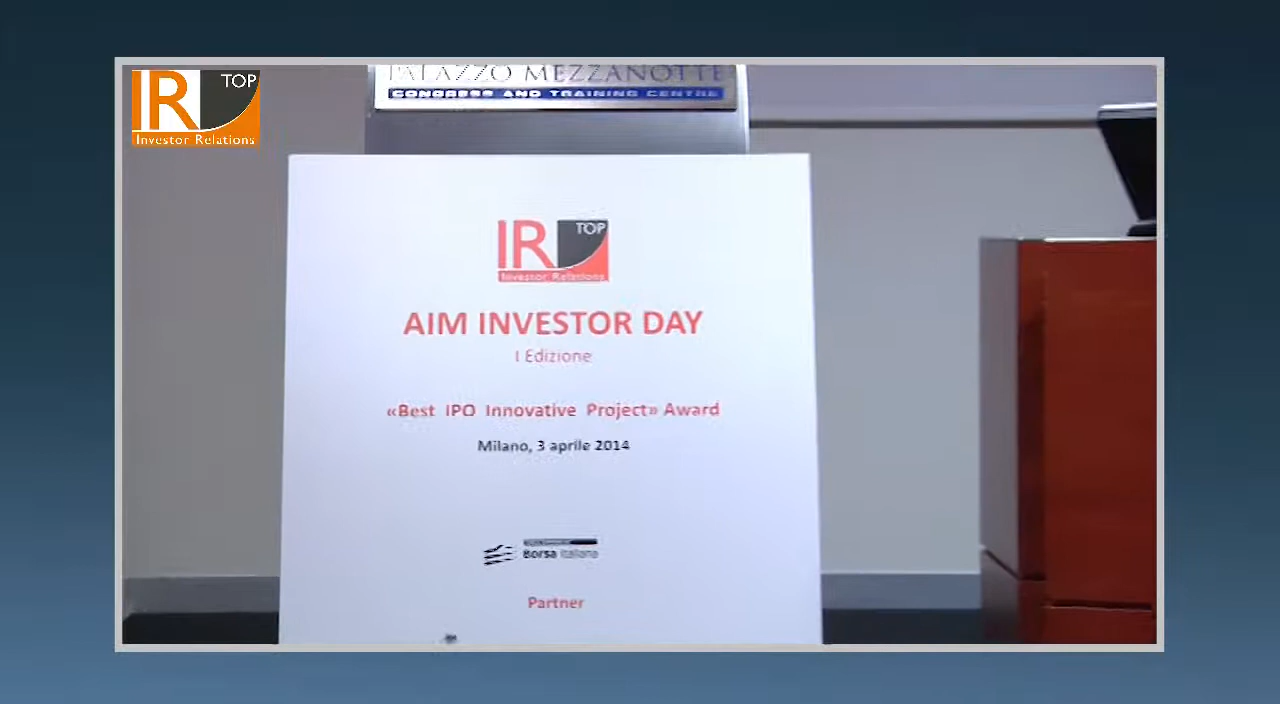 IR TOP
Investor Relations
PALAZZO MEZZANOTTE
CONGRESS AND TRAINING CENTRE
IR TOP
Investor Relations
AIM INVESTOR DAY
I Edizione
«Best IPO Innovative Project» Award
Milano, 3 aprile 2014
Borsa Italiana
Partner